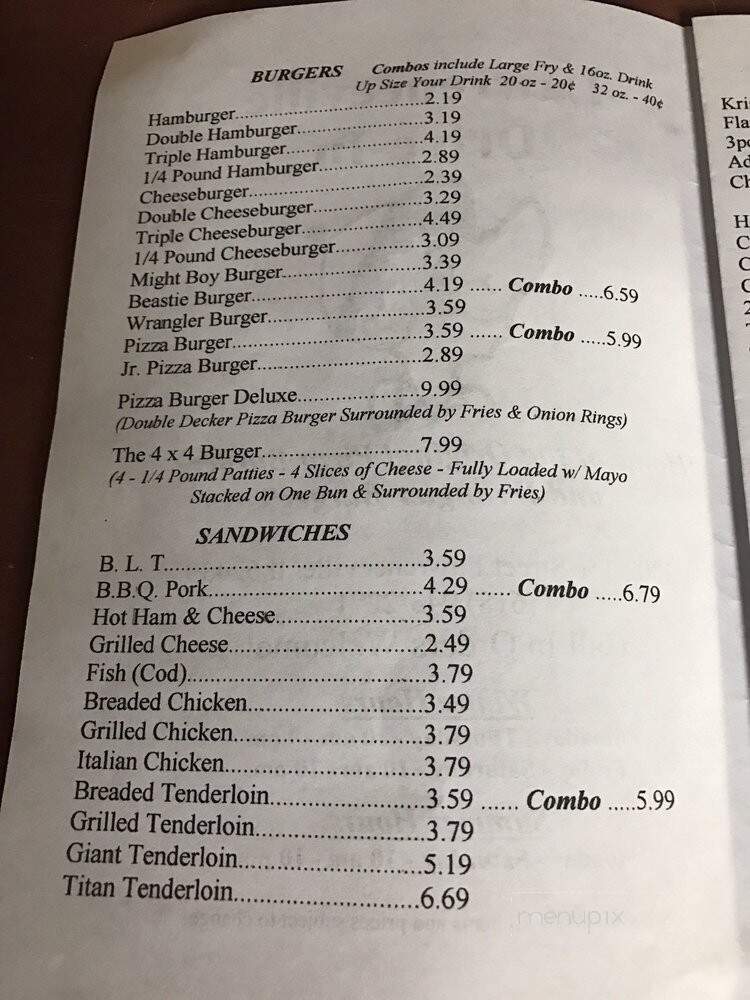 BURGERS Combos include Large Fry & 16oz. Drink
Up Size Your Drink 20 oz - 20¢ 32 oz. - 40¢
Hamburger..............................2.19
Double Hamburger....................3.19
Triple Hamburger......................4.19
1/4 Pound Hamburger................2.89
Cheeseburger............................2.39
Double Cheeseburger.................3.29
Triple Cheeseburger...................4.49
1/4 Pound Cheeseburger.............3.09
Might Boy Burger......................3.39
Beastie Burger...........................4.19 ...... Combo .....6.59
Wrangler Burger........................3.59
Pizza Burger..............................3.59 ...... Combo .....5.99
Jr. Pizza Burger..........................2.89
Pizza Burger Deluxe...................9.99
(Double Decker Pizza Burger Surrounded by Fries & Onion Rings)
The 4 x 4 Burger........................7.99
(4 - 1/4 Pound Patties - 4 Slices of Cheese - Fully Loaded w/ Mayo
Stacked on One Bun & Surrounded by Fries)
SANDWICHES
B. L. T.......................................3.59
B.B.Q. Pork...............................4.29 ...... Combo .....6.79
Hot Ham & Cheese.....................3.59
Grilled Cheese............................2.49
Fish (Cod)..................................3.79
Breaded Chicken.........................3.49
Grilled Chicken...........................3.79
Italian Chicken............................3.79
Breaded Tenderloin......................3.59 ...... Combo .....5.99
Grilled Tenderloin........................3.79
Giant Tenderloin..........................5.19
Titan Tenderloin..........................6.69
menupix
Kri
Fla
3p
Ad
Ch
H
C
C
C
2